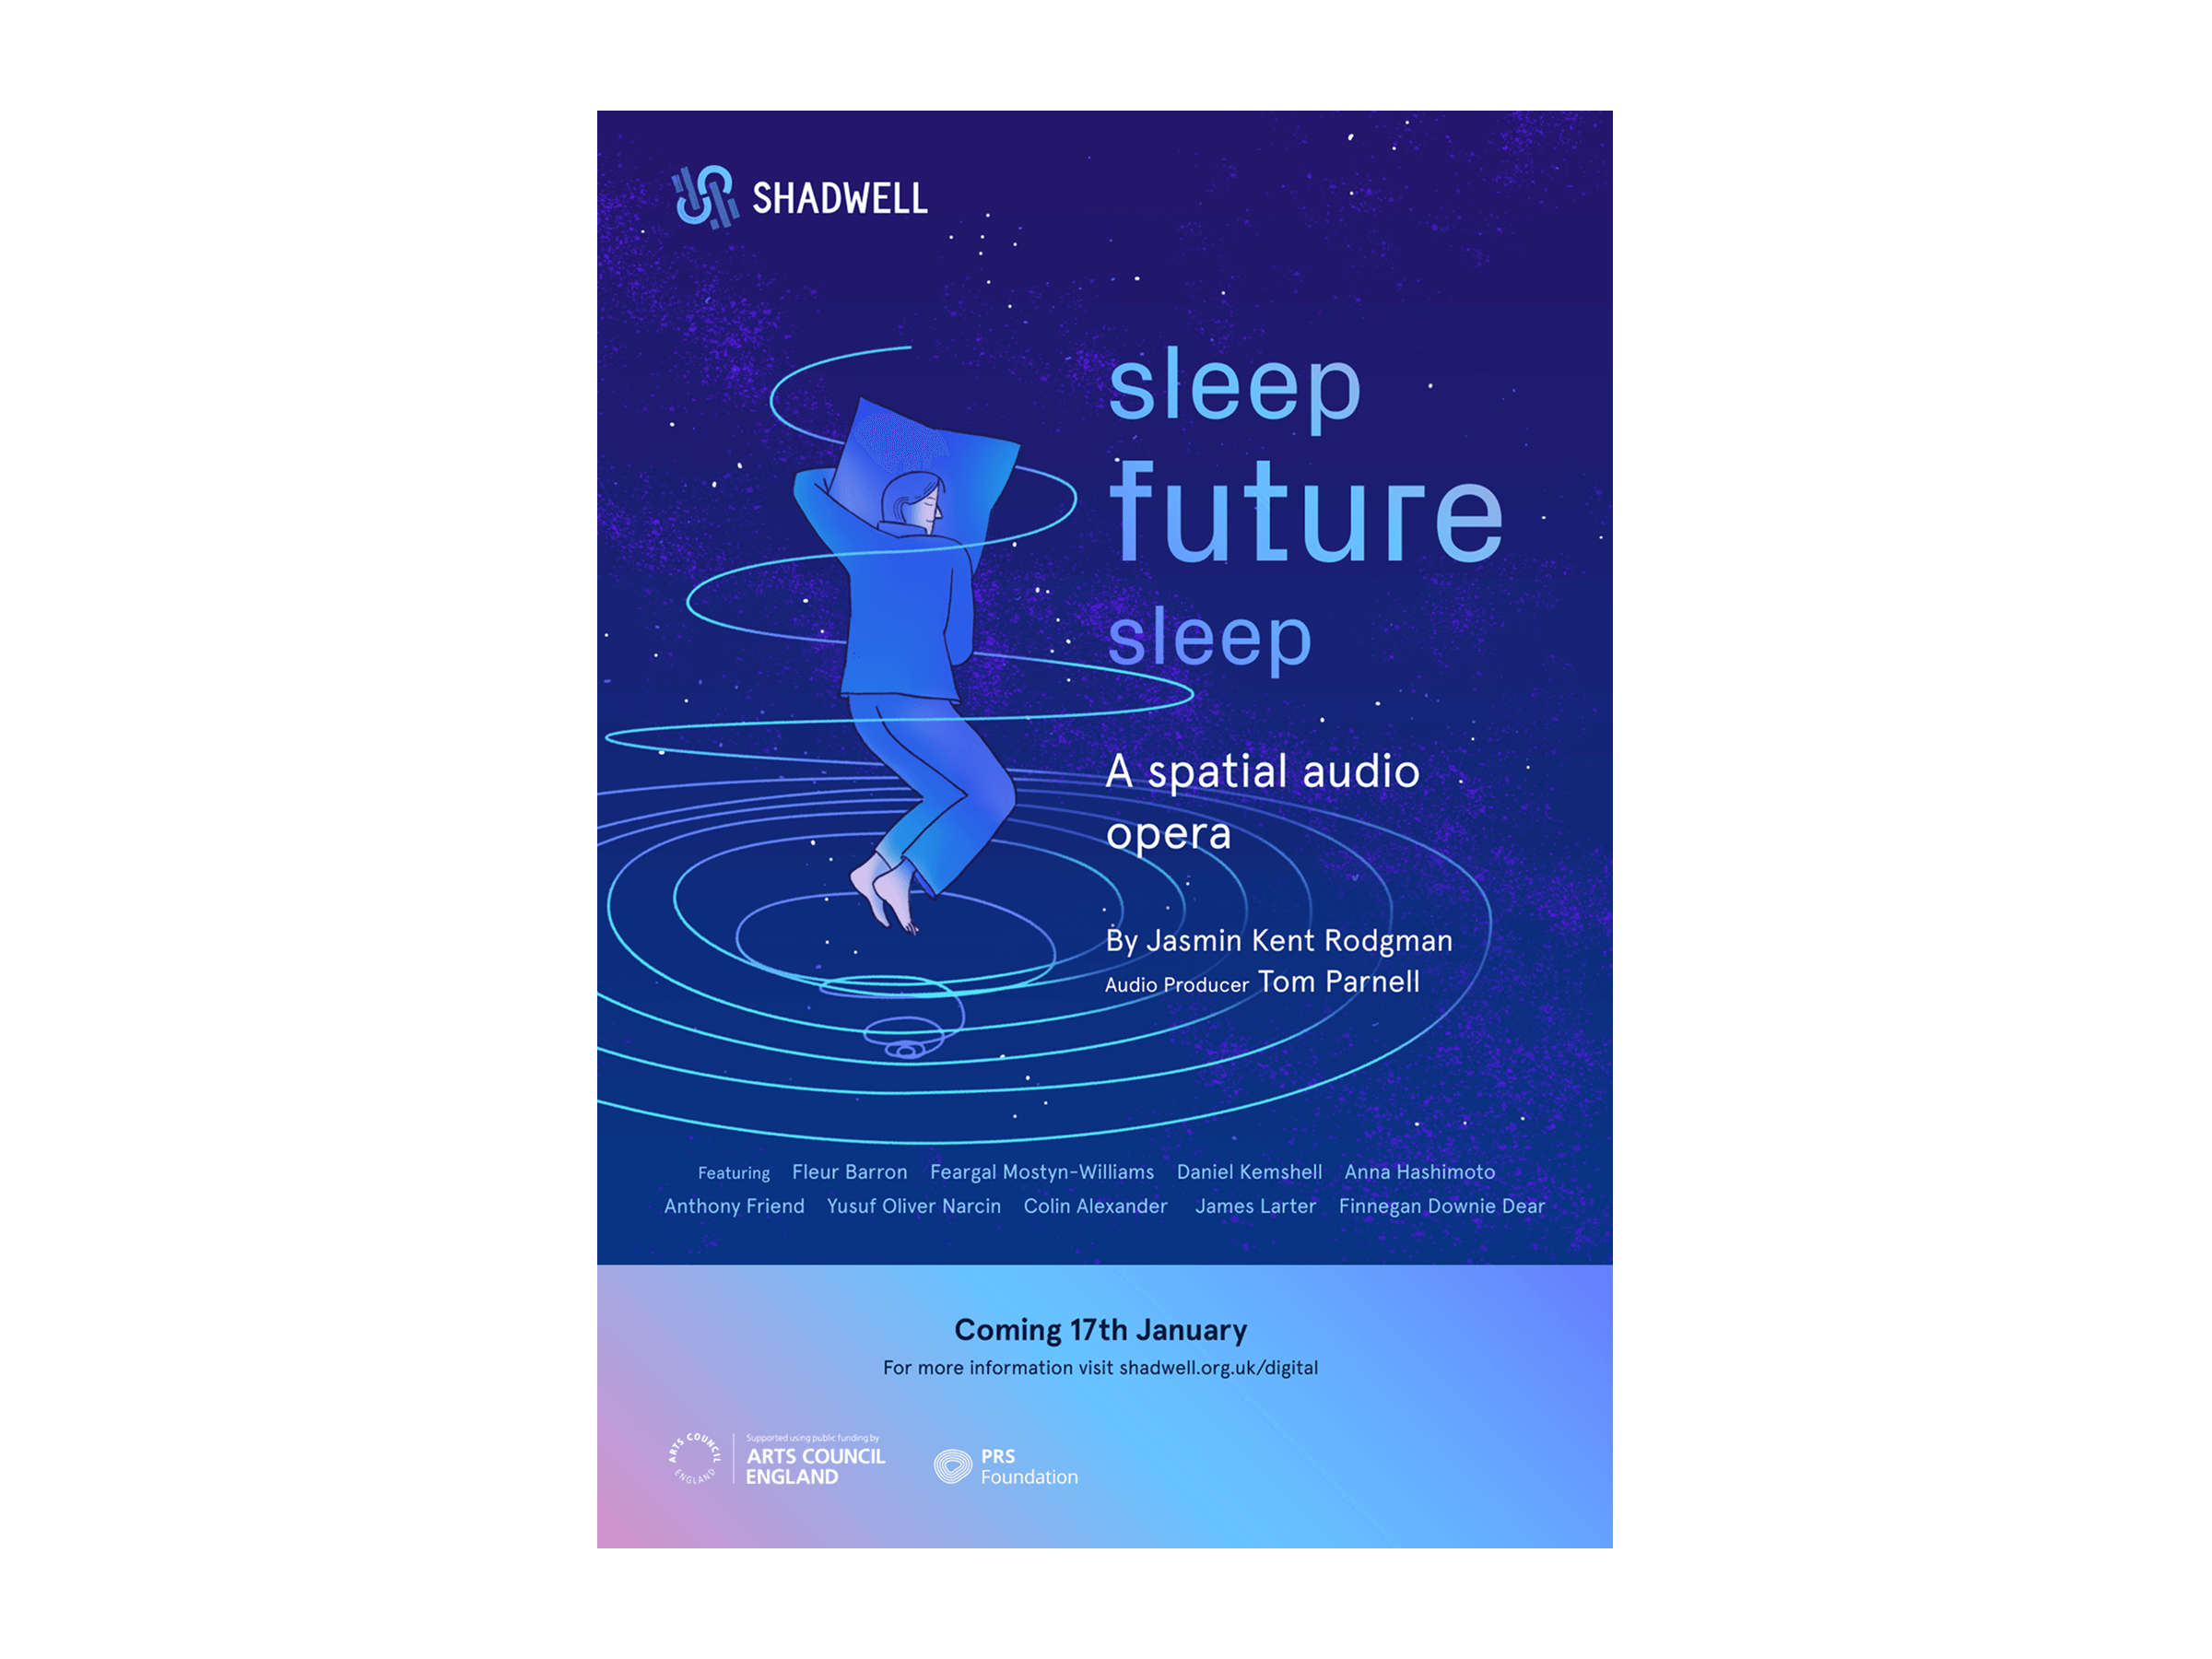 SHADWELL
sleep
future
sleep
A spatial audio
opera
By Jasmin Kent Rodgman
Audio Producer Tom Parnell
Featuring Fleur Barron Feargal Mostyn-Williams Daniel Kemshell Anna Hashimoto
Anthony Friend Yusuf Oliver Narcin Colin Alexander James Larter Finnegan Downie Dear
Coming 17th January
For more information visit shadwell.org.uk/digital
ARTS COUNCIL
ENGLAND
Supported using public funding by
ARTS COUNCIL
ENGLAND
PRS
Foundation